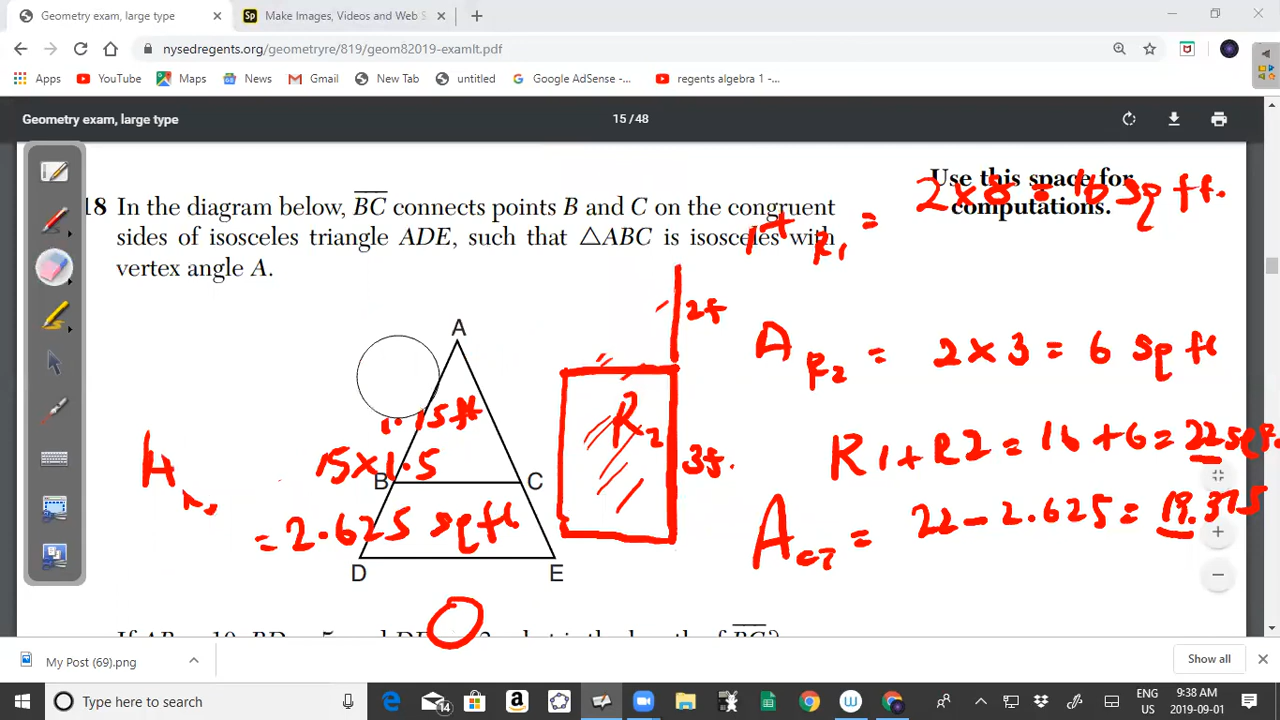 Geometry exam, large type
Make Images, Videos and Web S
nysedregents.org/geometryre/819/geom82019-examlt.pdf
Apps
YouTube
Maps
News
Gmail
New Tab
untitled
Google AdSense -...
regents algebra 1 -...
Geometry exam, large type
15 / 48
Use this space for
computations.
2 x 8 = 16 sq ft.
R1 =
18 In the diagram below, BC connects points B and C on the congruent
sides of isosceles triangle ADE, such that △ABC is isosceles with
vertex angle A.
A
2f
A R2 = 2 x 3 = 6 sq ft
R2
1.75 ft
15 x 1.5
B
C
3f.
R1 + R2 = 16 + 6 = 22 sqft
= 2.625 sq ft
A = 22 - 2.625 = 19.375
D
E
Show all
My Post (69).png
Type here to search
14
ENG
US
9:38 AM
2019-09-01